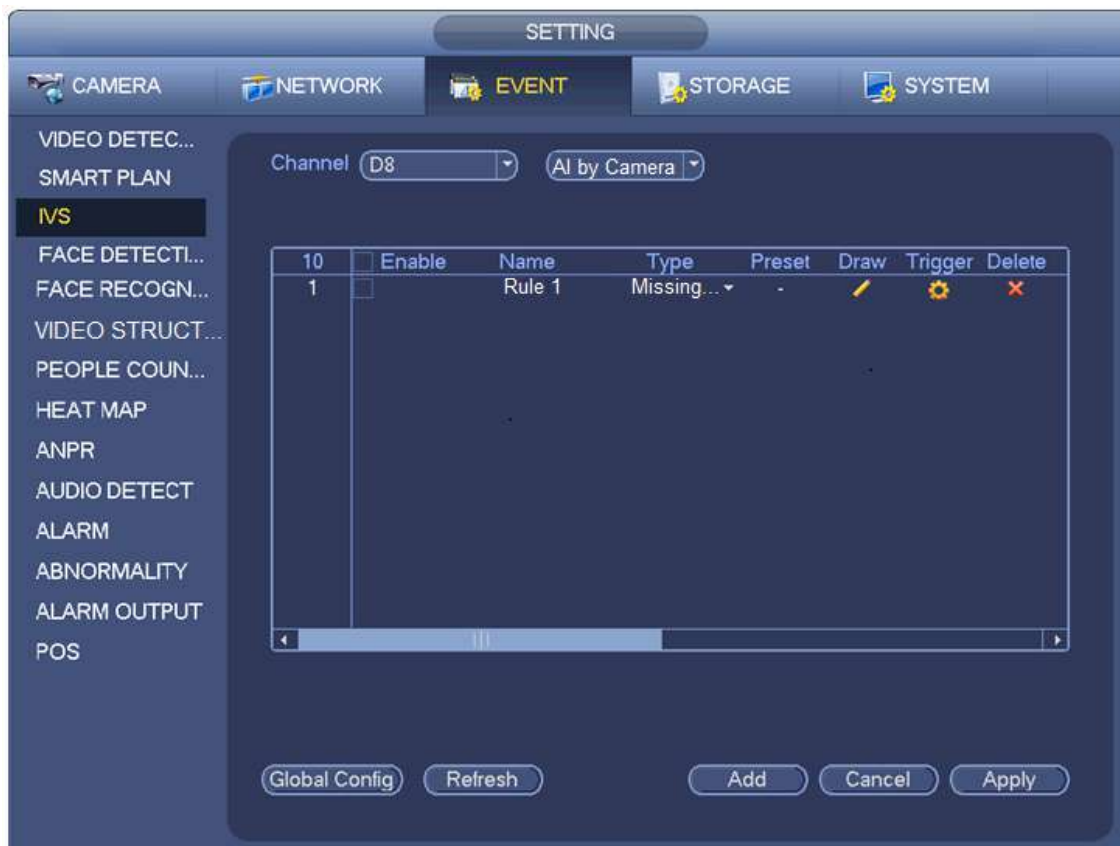 SETTING
CAMERA NETWORK EVENT STORAGE SYSTEM
VIDEO DETEC...
SMART PLAN
IVS
FACE DETECTI...
FACE RECOGN...
VIDEO STRUCT...
PEOPLE COUN...
HEAT MAP
ANPR
AUDIO DETECT
ALARM
ABNORMALITY
ALARM OUTPUT
POS
Channel D8 AI by Camera
10 Enable Name Type Preset Draw Trigger Delete
1 Rule 1 Missing... -
Global Config Refresh Add Cancel Apply